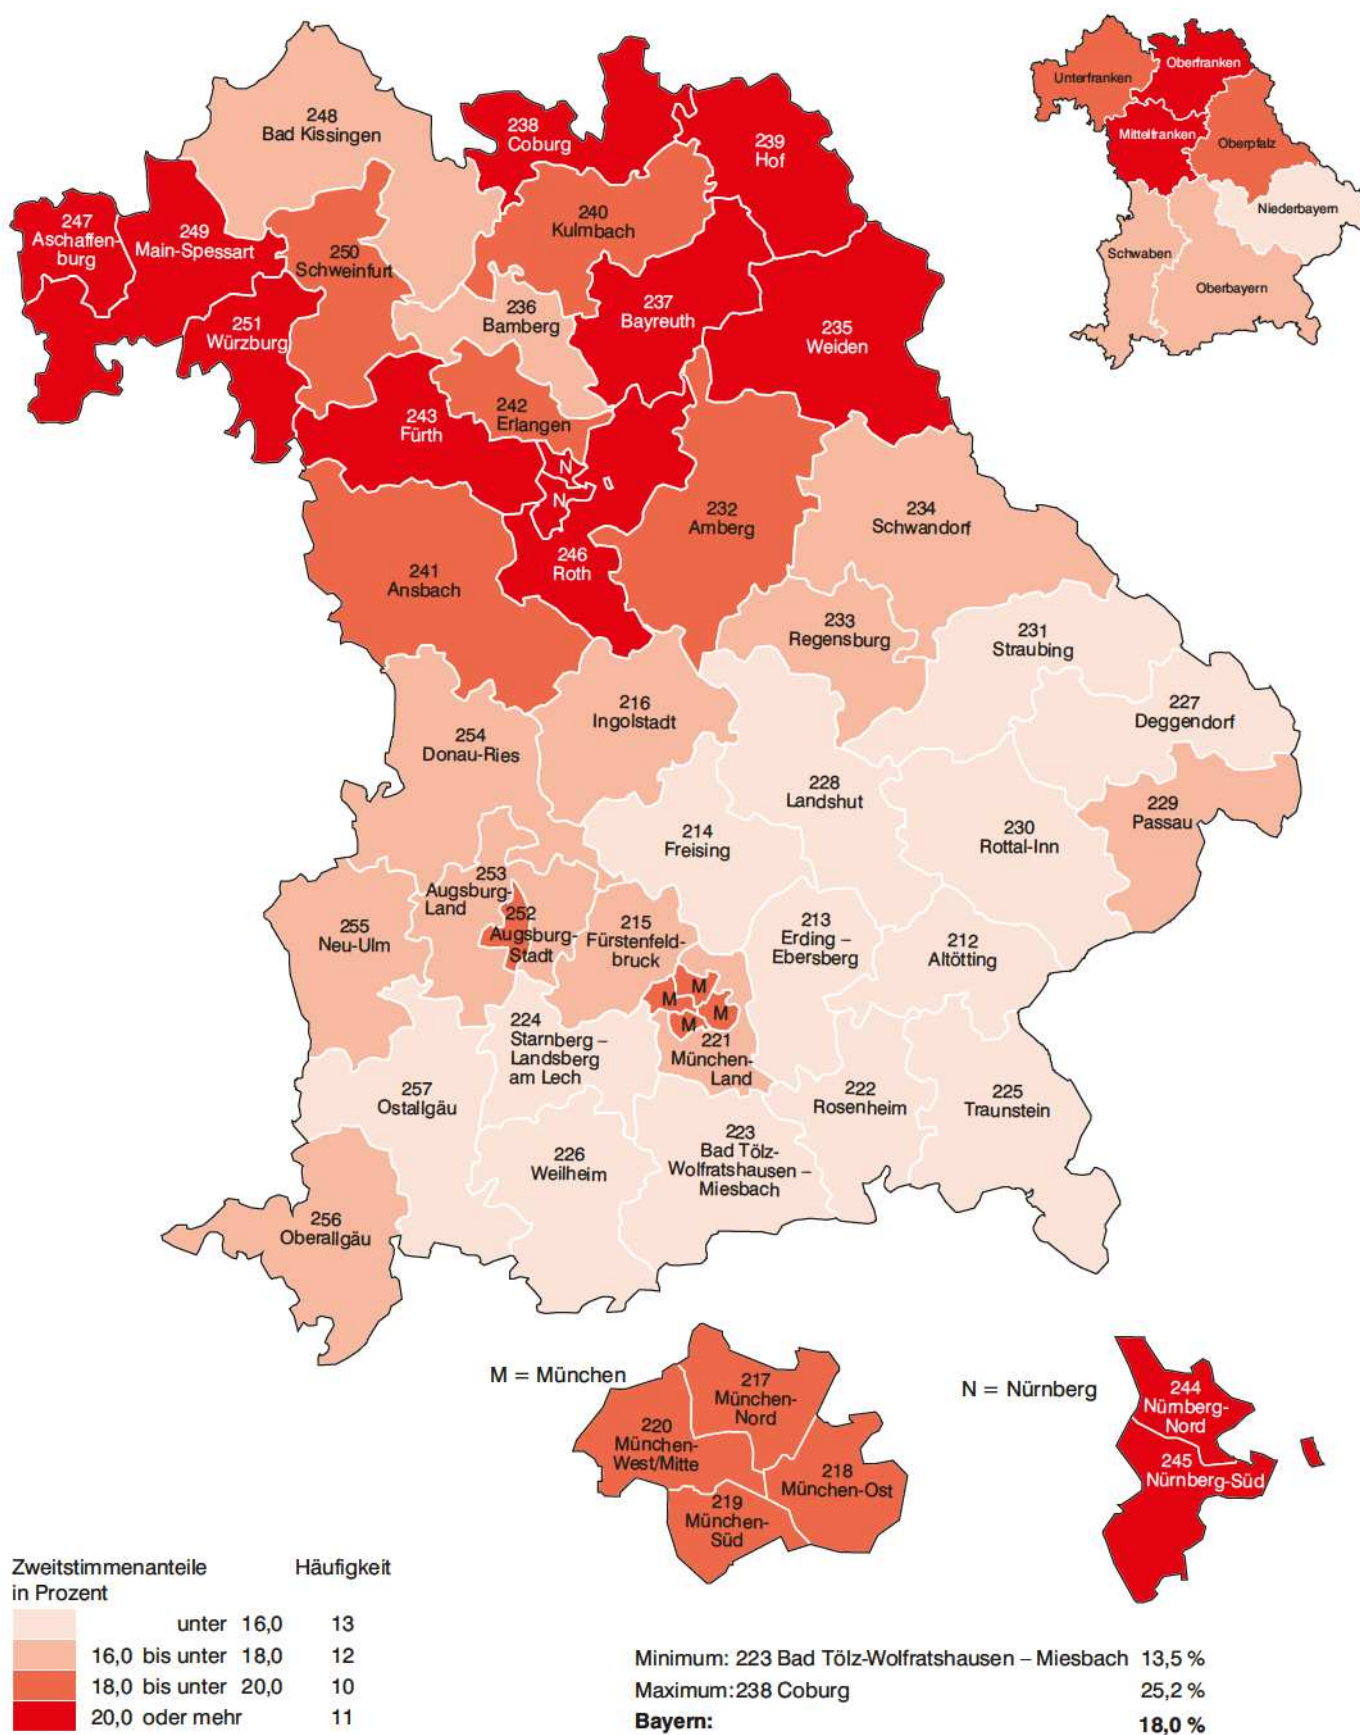 248
Bad Kissingen
238
Coburg
239
Hof
247
Aschaffen-
burg
249
Main-Spessart
250
Schweinfurt
240
Kulmbach
236
Bamberg
237
Bayreuth
251
Würzburg
235
Weiden
243
Fürth
242
Erlangen
N
N
232
Amberg
234
Schwandorf
246
Roth
241
Ansbach
233
Regensburg
231
Straubing
216
Ingolstadt
227
Deggendorf
254
Donau-Ries
228
Landshut
229
Passau
214
Freising
230
Rottal-Inn
253
Augsburg-
Land
252
Augsburg-
Stadt
215
Fürstenfeld-
bruck
213
Erding –
Ebersberg
212
Altötting
255
Neu-Ulm
M
M
M
M
224
Starnberg –
Landsberg
am Lech
221
München-
Land
257
Ostallgäu
222
Rosenheim
225
Traunstein
226
Weilheim
223
Bad Tölz-
Wolfratshausen –
Miesbach
256
Oberallgäu
Unterfranken
Oberfranken
Mittelfranken
Oberpfalz
Niederbayern
Schwaben
Oberbayern
M = München
217
München-
Nord
220
München-
West/Mitte
218
München-Ost
219
München-
Süd
N = Nürnberg
244
Nürnberg-
Nord
245
Nürnberg-Süd
Zweitstimmenanteile Häufigkeit
in Prozent
unter 16,0 13
16,0 bis unter 18,0 12
18,0 bis unter 20,0 10
20,0 oder mehr 11
Minimum: 223 Bad Tölz-Wolfratshausen – Miesbach 13,5 %
Maximum:238 Coburg 25,2 %
Bayern: 18,0 %